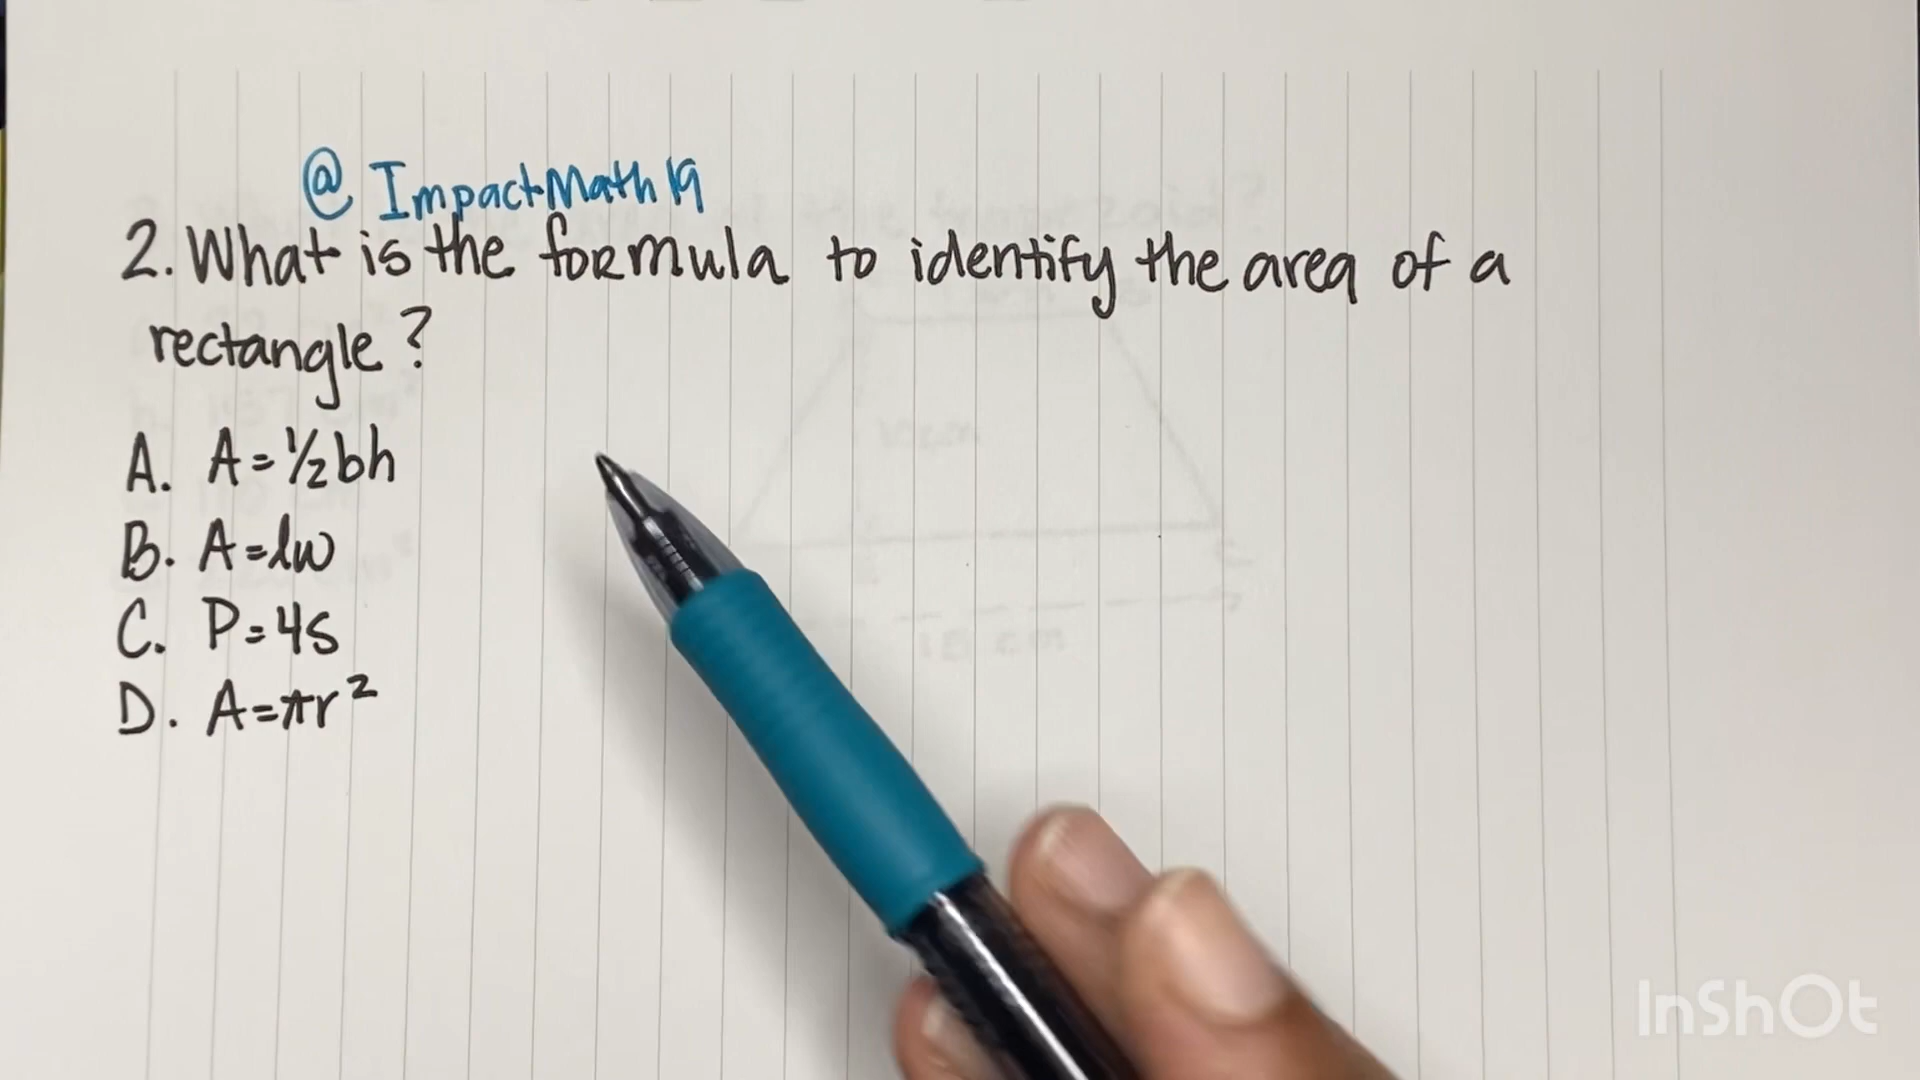 @ImpactMath19
2. What is the formula to identify the area of a
rectangle?
A. A=½bh
B. A=lw
C. P=4s
D. A=πr²
InShOt